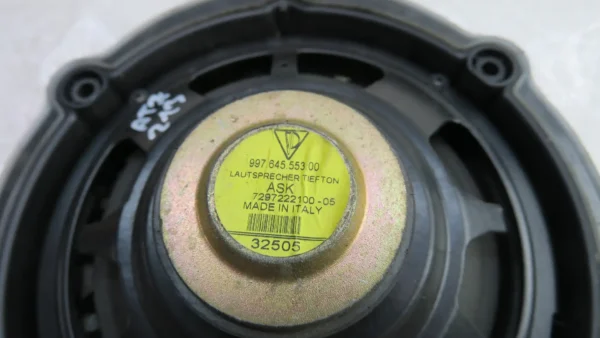 997.645.553.00
LAUTSPRECHER TIEFTON
ASK
7297222100-05
MADE IN ITALY
32505